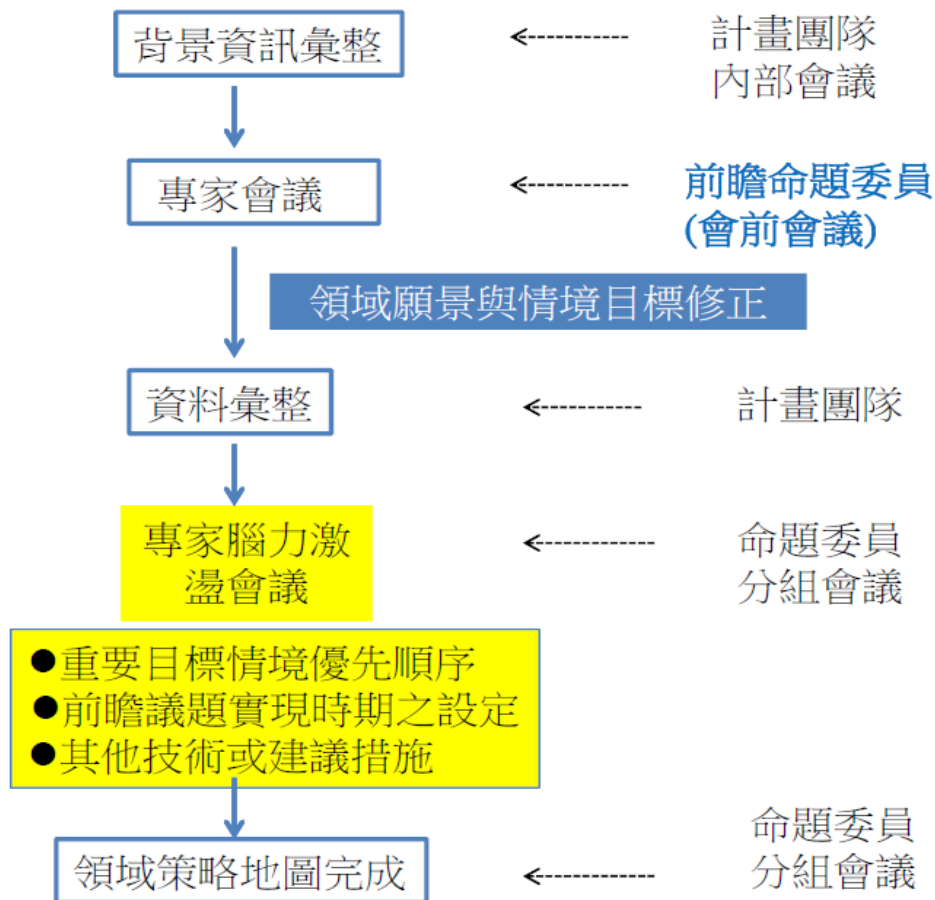 背景資訊彙整
計畫團隊
內部會議
專家會議
前瞻命題委員
(會前會議)
領域願景與情境目標修正
資料彙整
計畫團隊
專家腦力激
盪會議
命題委員
分組會議
●重要目標情境優先順序
●前瞻議題實現時期之設定
●其他技術或建議措施
領域策略地圖完成
命題委員
分組會議